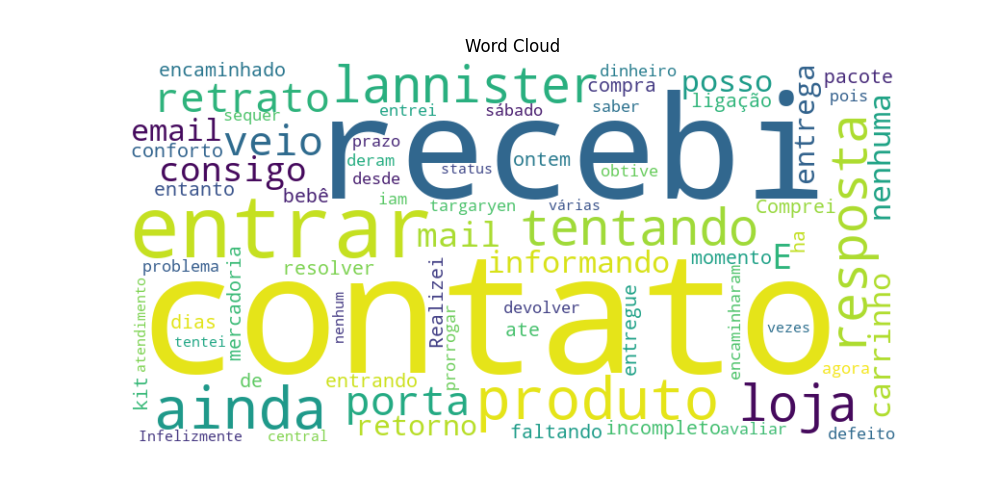 Word Cloud
encaminhado
retrato
sequer
lannister
entrei
sábado
dinheiro
compra
saber
posso
ligação
entrega
pacote
pois
email
conforto
veio
consigo
entanto
bebê
recebi
prazo
deram
desde
status
ontem
obtive
iam
targaryen
várias
resposta
nenhuma
entrar
mail
tentando
Comprei
ha
E
momento
informando
problema
resolver
mercadoria
Realizei
contato
atendimento
dias
tentei
nenhum
prorrogar
devolver
ate
entregue
encaminharam
vezes
agora
carrinho
kit
de
entrando
ainda
porta
produto
loja
retorno
faltando
incompleto
avaliar
defeito
Infelizmente
central